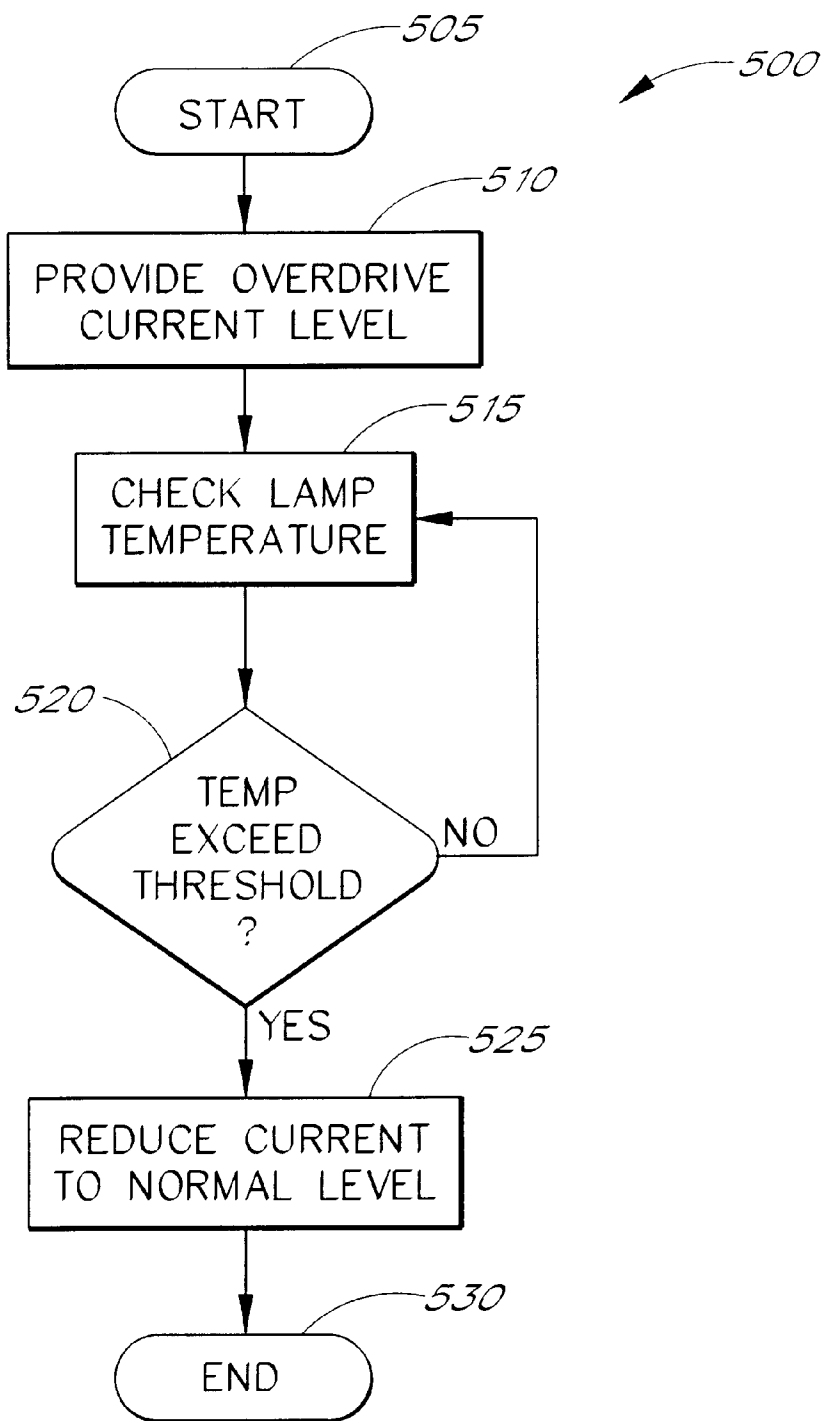 505
500
START
510
PROVIDE OVERDRIVE
CURRENT LEVEL
515
CHECK LAMP
TEMPERATURE
520
TEMP
EXCEED
THRESHOLD
?
NO
YES
525
REDUCE CURRENT
TO NORMAL LEVEL
530
END